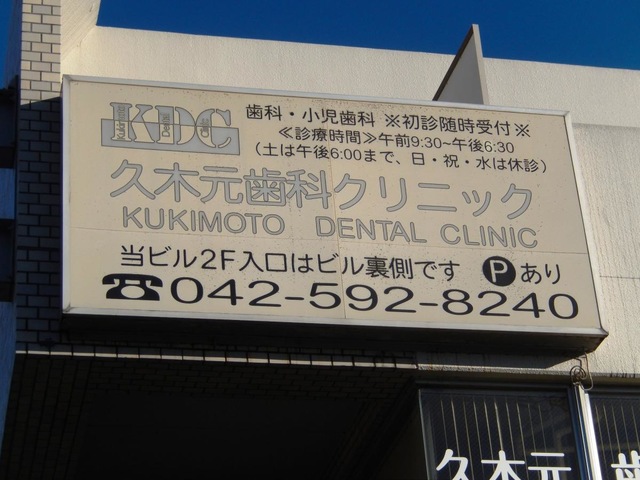 KDC
歯科・小児歯科 ※初診随時受付※
≪診療時間≫午前9:30~午後6:30
(土は午後6:00まで、日・祝・水は休診)
久木元歯科クリニック
KUKIMOTO DENTAL CLINIC
当ビル2F入口はビル裏側です Pあり
☎042-592-8240
久木元 歯